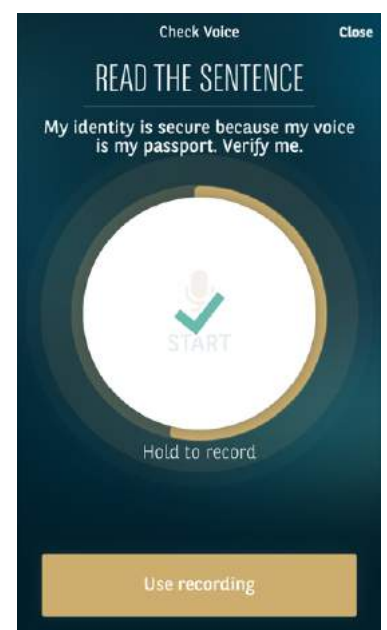 Check Voice
Close
READ THE SENTENCE
My identity is secure because my voice
is my passport. Verify me.
START
Hold to record
Use recording